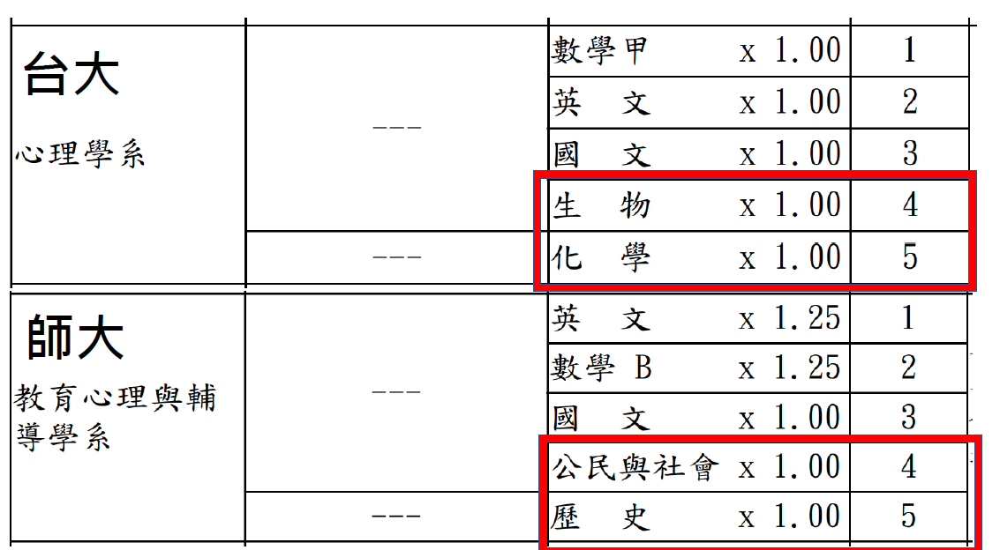 台大
心理學系
---
---
數學甲 x 1.00 1
英 文 x 1.00 2
國 文 x 1.00 3
生 物 x 1.00 4
化 學 x 1.00 5
師大
教育心理與輔
導學系
---
---
英 文 x 1.25 1
數學 B x 1.25 2
國 文 x 1.00 3
公民與社會 x 1.00 4
歷 史 x 1.00 5